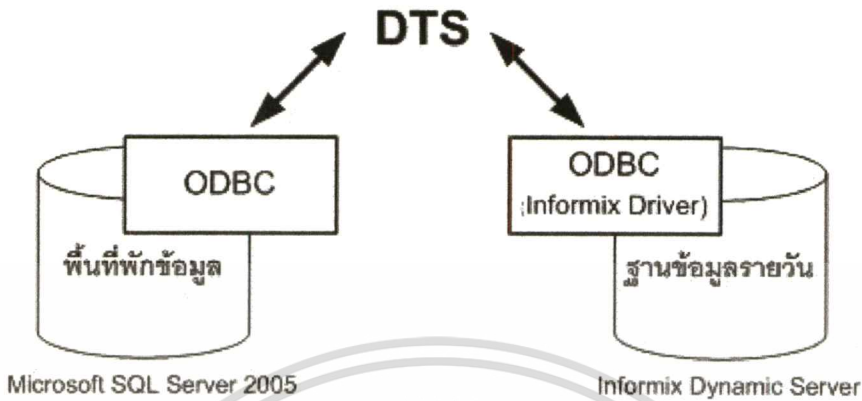 DTS
ODBC
ODBC
(Informix Driver)
พื้นที่พักข้อมูล
ฐานข้อมูลรายวัน
Microsoft SQL Server 2005
Informix Dynamic Server